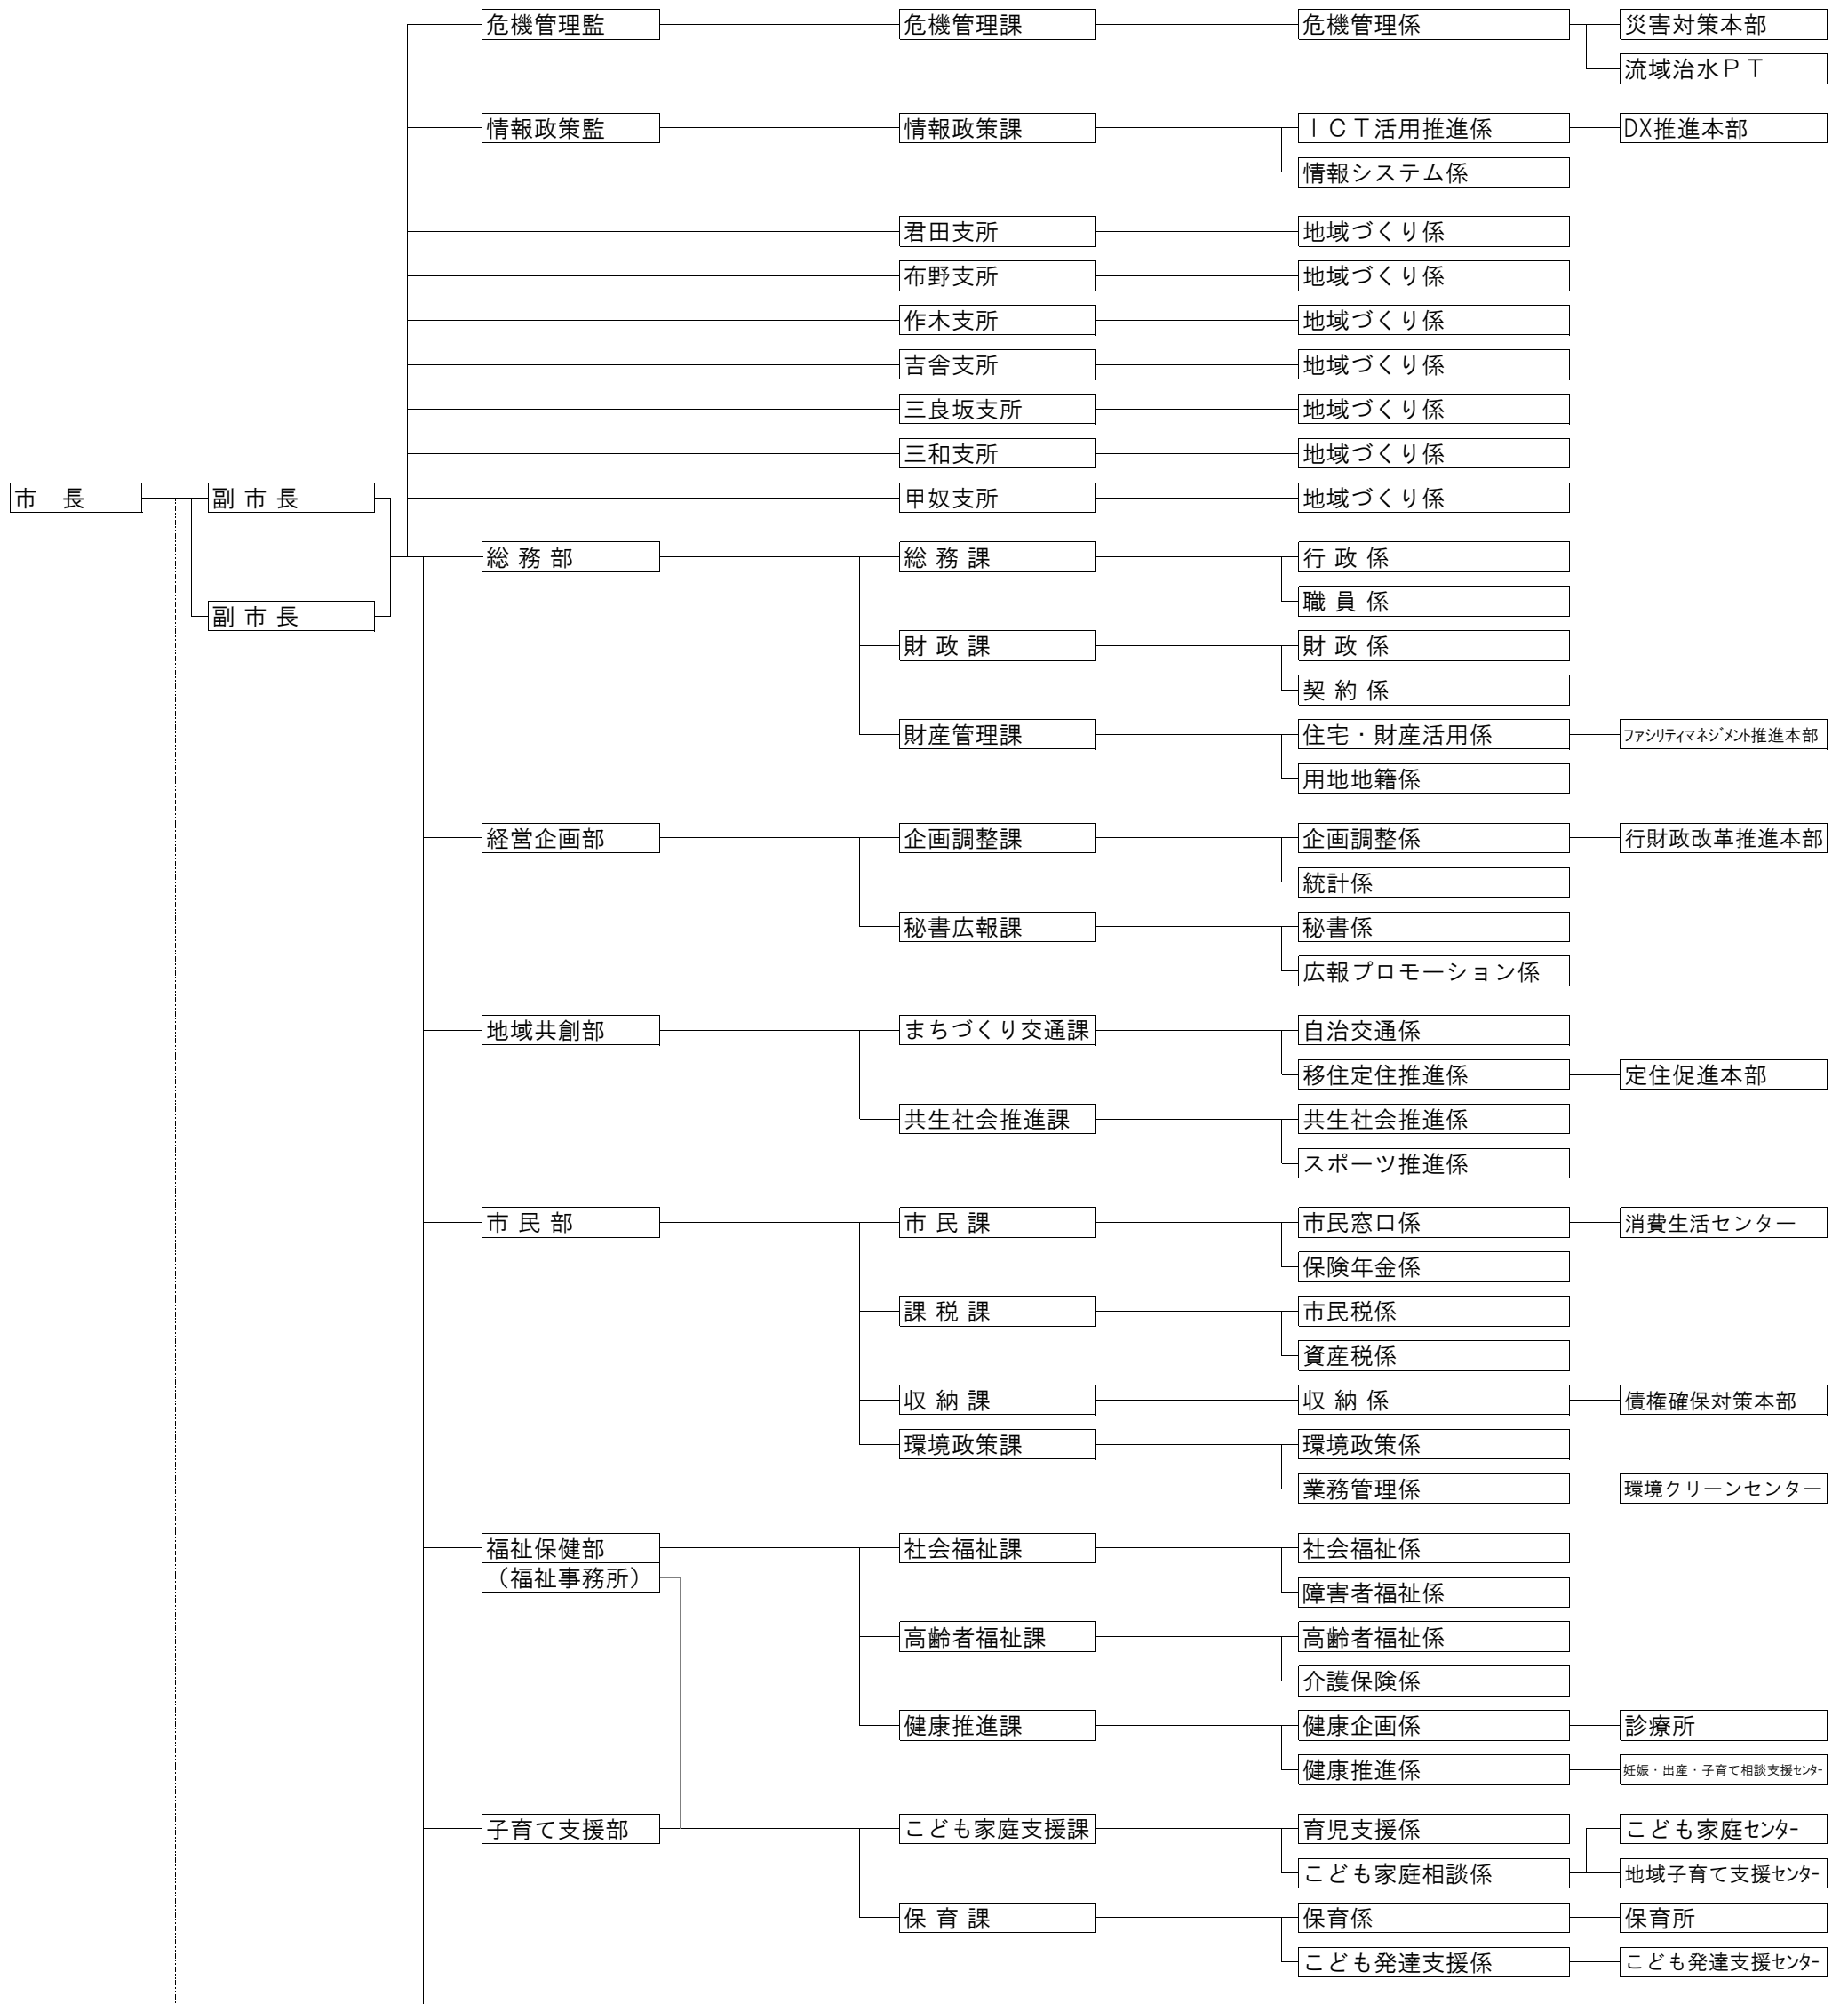 危機管理監 危機管理課 危機管理係 災害対策本部
流域治水ＰＴ
情報政策監 情報政策課 ＩＣＴ活用推進係 DX推進本部
情報システム係
君田支所 地域づくり係
布野支所 地域づくり係
作木支所 地域づくり係
吉舎支所 地域づくり係
三良坂支所 地域づくり係
三和支所 地域づくり係
市　長 副 市 長 甲奴支所 地域づくり係
総 務 部 総 務 課 行 政 係
副 市 長 職 員 係
財 政 課 財 政 係
契 約 係
財産管理課 住宅・財産活用係 ﾌｧｼﾘﾃｨﾏﾈｼﾞﾒﾝﾄ推進本部
用地地籍係
経営企画部 企画調整課 企画調整係 行財政改革推進本部
統計係
秘書広報課 秘書係
広報プロモーション係
地域共創部 まちづくり交通課 自治交通係
移住定住推進係 定住促進本部
共生社会推進課 共生社会推進係
スポーツ推進係
市 民 部 市 民 課 市民窓口係 消費生活センター
保険年金係
課 税 課 市民税係
資産税係
収 納 課 収 納 係 債権確保対策本部
環境政策課 環境政策係
業務管理係 環境クリーンセンター
福祉保健部 社会福祉課 社会福祉係
（福祉事務所） 障害者福祉係
高齢者福祉課 高齢者福祉係
介護保険係
健康推進課 健康企画係 診療所
健康推進係 妊娠・出産・子育て相談支援ｾﾝﾀｰ
子育て支援部 こども家庭支援課 育児支援係 こども家庭ｾﾝﾀｰ
こども家庭相談係 地域子育て支援ｾﾝﾀｰ
保 育 課 保育係 保育所
こども発達支援係 こども発達支援ｾﾝﾀｰ